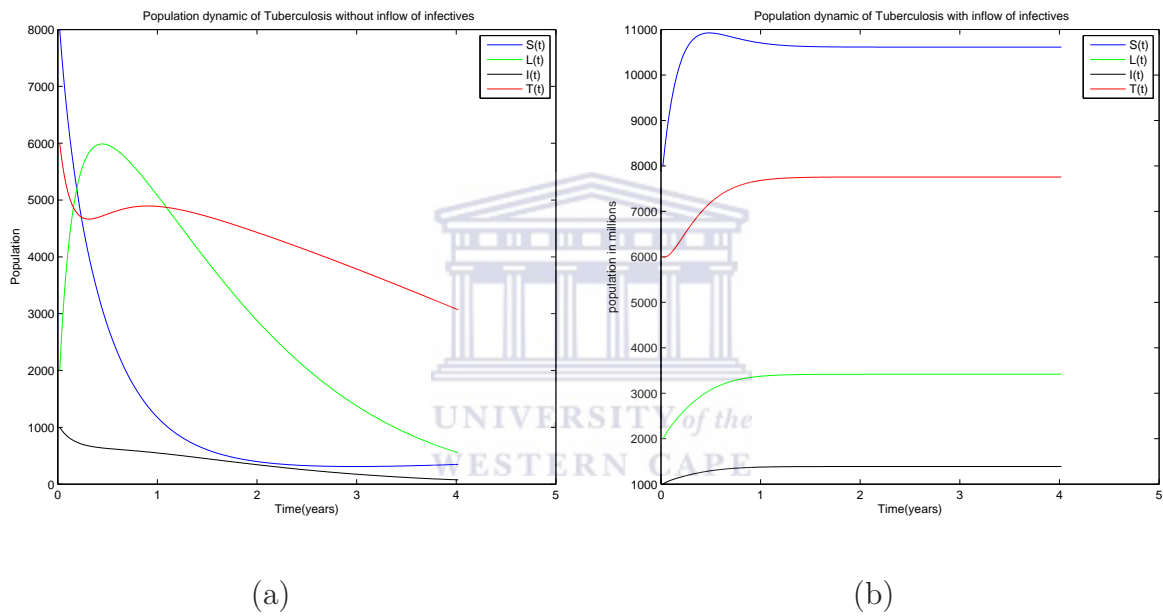 Population dynamic of Tuberculosis without inflow of infectives
8000
7000
6000
5000
4000
3000
2000
1000
0
Population
0 1 2 3 4 5
Time(years)
S(t)
L(t)
I(t)
T(t)
(a)
Population dynamic of Tuberculosis with inflow of infectives
11000
10000
9000
8000
7000
6000
5000
4000
3000
2000
1000
population in millions
0 1 2 3 4 5
Time(years)
S(t)
L(t)
I(t)
T(t)
(b)
UNIVERSITY of the
WESTERN CAPE